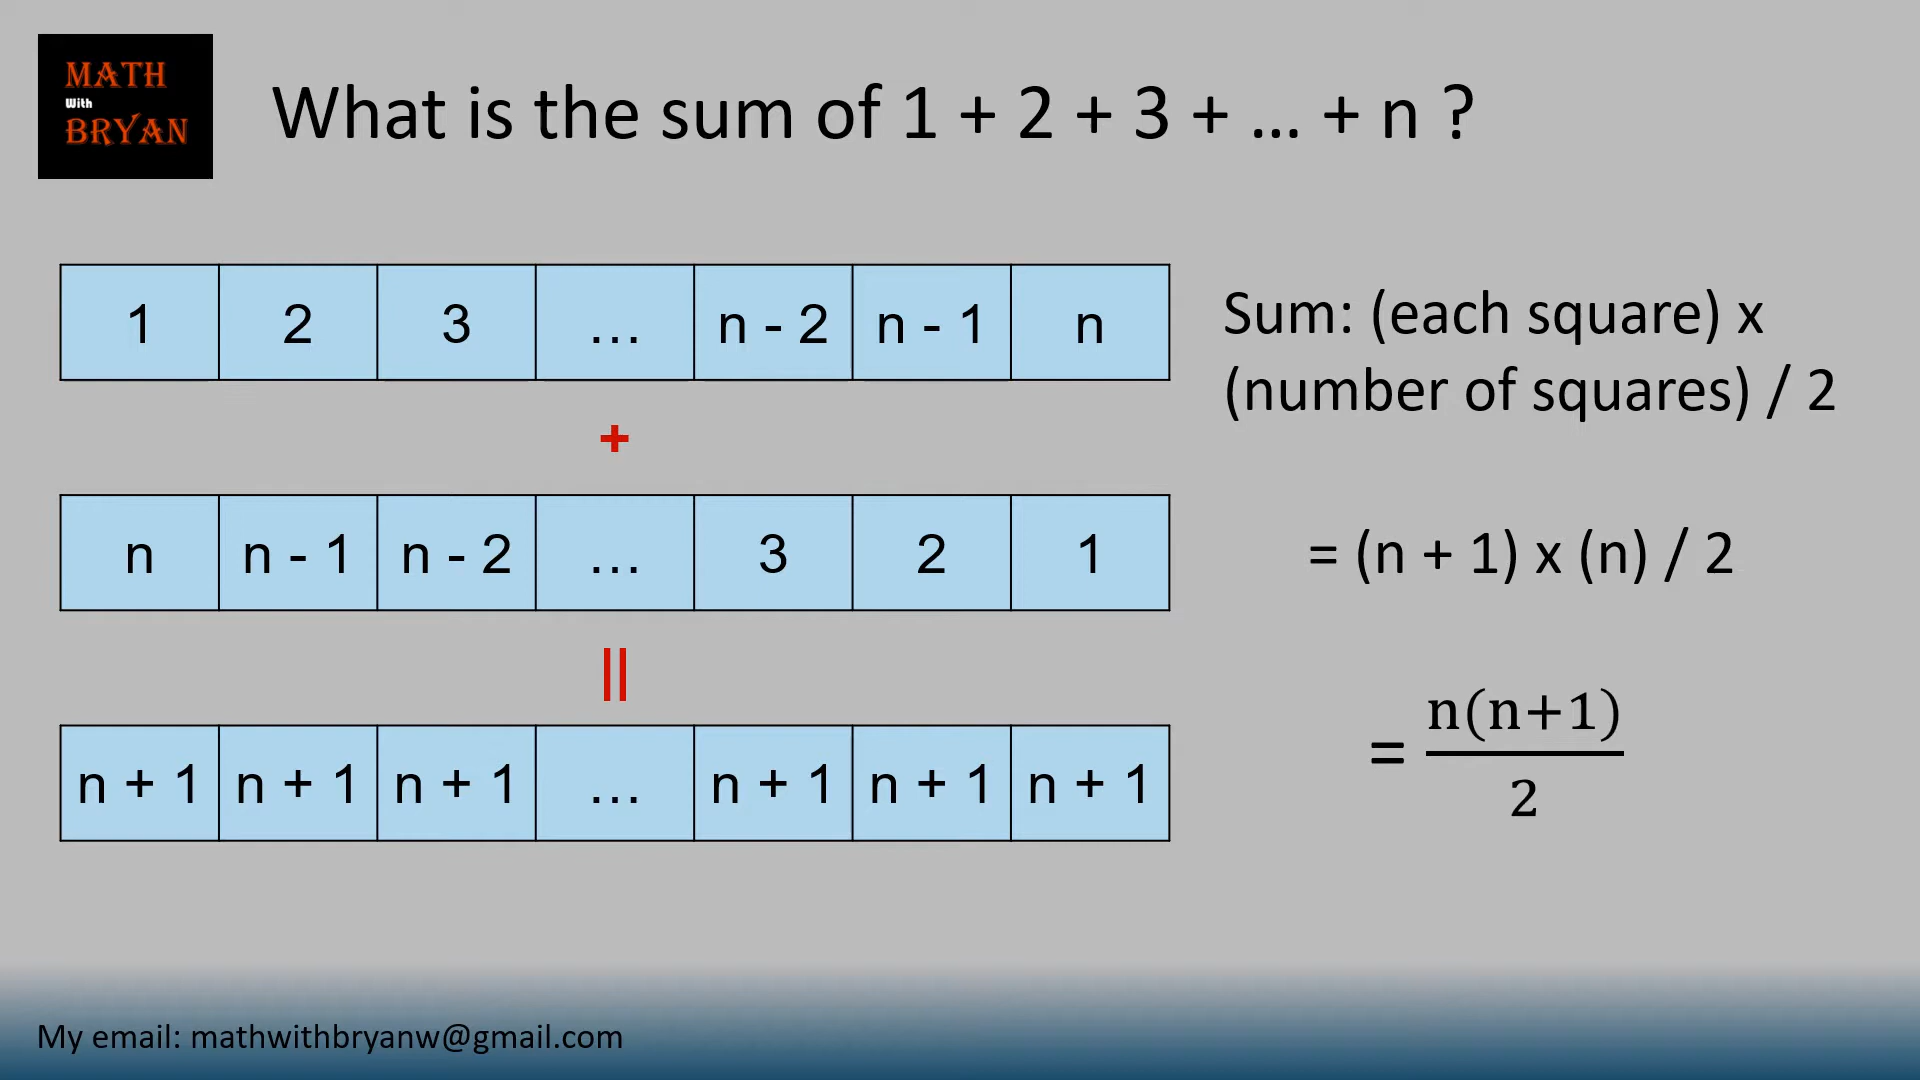 MATH
With
BRYAN
What is the sum of 1 + 2 + 3 + ... + n ?
1 2 3 ... n - 2 n - 1 n
+
n n - 1 n - 2 ... 3 2 1
||
n + 1 n + 1 n + 1 ... n + 1 n + 1 n + 1
Sum: (each square) x
(number of squares) / 2
= (n + 1) x (n) / 2
= n(n+1)
2
My email: mathwithbryanw@gmail.com